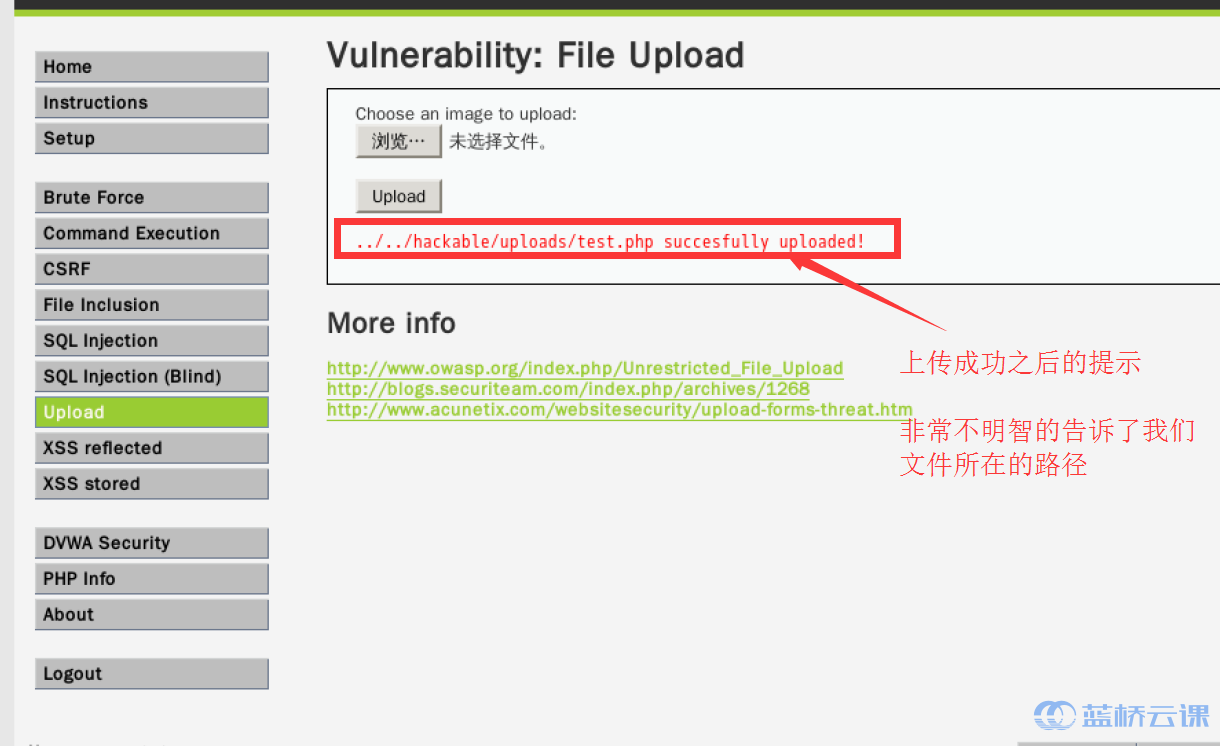 Home
Instructions
Setup
Brute Force
Command Execution
CSRF
File Inclusion
SQL Injection
SQL Injection (Blind)
Upload
XSS reflected
XSS stored
DVWA Security
PHP Info
About
Logout
Vulnerability: File Upload
Choose an image to upload:
浏览… 未选择文件。
Upload
../../hackable/uploads/test.php succesfully uploaded!
More info
http://www.owasp.org/index.php/Unrestricted_File_Upload
http://blogs.securiteam.com/index.php/archives/1268
http://www.acunetix.com/websitesecurity/upload-forms-threat.htm
上传成功之后的提示
非常不明智的告诉了我们
文件所在的路径
蓝桥云课